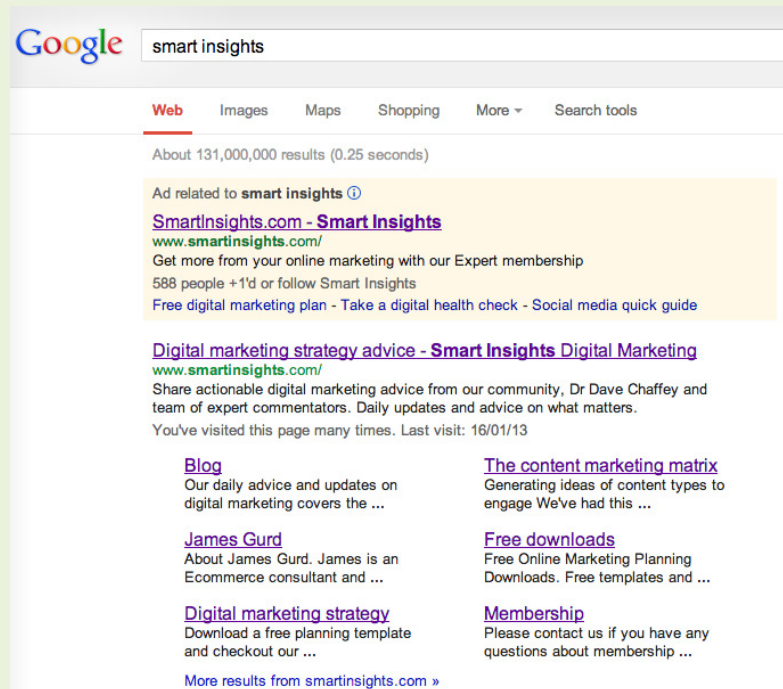 Google
smart insights
Web Images Maps Shopping More Search tools
About 131,000,000 results (0.25 seconds)
Ad related to smart insights
SmartInsights.com - Smart Insights
www.smartinsights.com/
Get more from your online marketing with our Expert membership
588 people +1'd or follow Smart Insights
Free digital marketing plan - Take a digital health check - Social media quick guide
Digital marketing strategy advice - Smart Insights Digital Marketing
www.smartinsights.com/
Share actionable digital marketing advice from our community, Dr Dave Chaffey and
team of expert commentators. Daily updates and advice on what matters.
You've visited this page many times. Last visit: 16/01/13
Blog
Our daily advice and updates on
digital marketing covers the ...
The content marketing matrix
Generating ideas of content types to
engage We've had this ...
James Gurd
About James Gurd. James is an
Ecommerce consultant and ...
Free downloads
Free Online Marketing Planning
Downloads. Free templates and ...
Digital marketing strategy
Download a free planning template
and checkout our ...
Membership
Please contact us if you have any
questions about membership ...
More results from smartinsights.com »